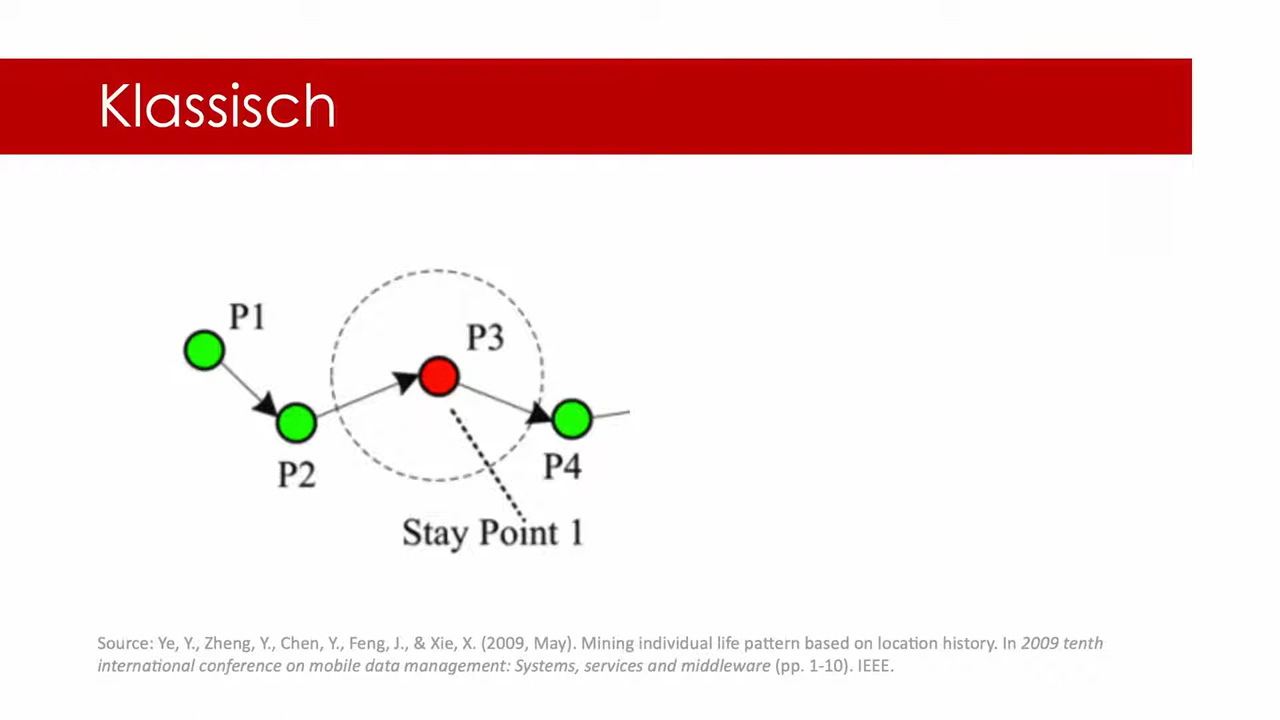 Klassisch
P1
P3
P2
P4
Stay Point 1
Source: Ye, Y., Zheng, Y., Chen, Y., Feng, J., & Xie, X. (2009, May). Mining individual life pattern based on location history. In 2009 tenth
international conference on mobile data management: Systems, services and middleware (pp. 1-10). IEEE.